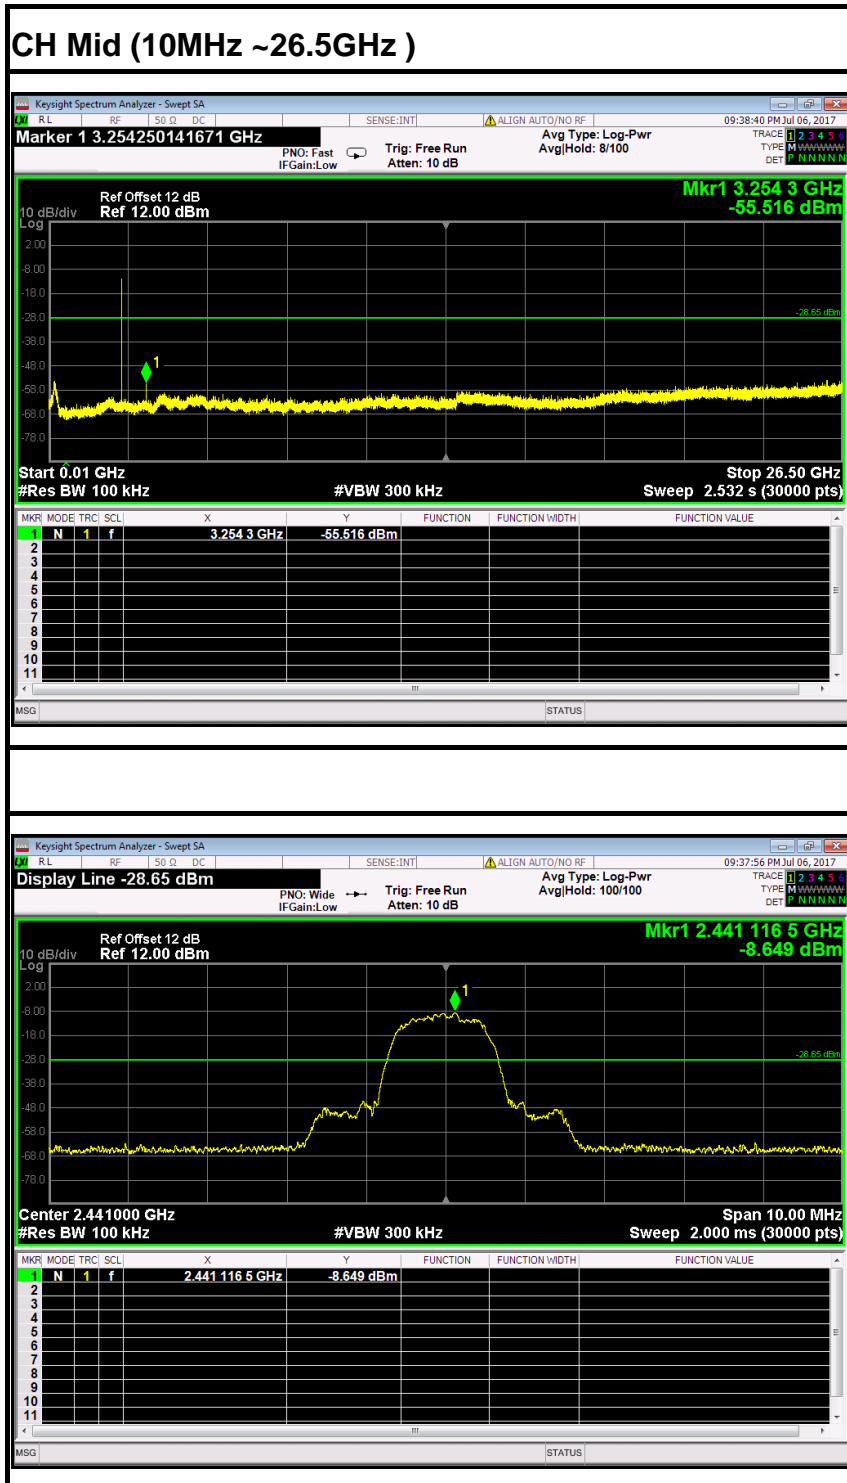 CH Mid (10MHz ~26.5GHz )
Keysight Spectrum Analyzer - Swept SA
LXI RL RF 50 Ω DC SENSE:INT ALIGN AUTO/NO RF 09:38:40 PM Jul 06, 2017
Marker 1 3.254250141671 GHz
PNO: Fast
IFGain:Low
Trig: Free Run
Atten: 10 dB
Avg Type: Log-Pwr
Avg|Hold: 8/100
TRACE 1 2 3 4 5 6
TYPE M WWWWW
DET P N N N N N
Mkr1 3.254 3 GHz
-55.516 dBm
Ref Offset 12 dB
10 dB/div Ref 12.00 dBm
Log
2.00
-8.00
-18.0
-28.0
-28.65 dBm
-38.0
-48.0
-58.0
-68.0
-78.0
1
Start 0.01 GHz Stop 26.50 GHz
#Res BW 100 kHz #VBW 300 kHz Sweep 2.532 s (30000 pts)
MKR MODE TRC SCL X Y FUNCTION FUNCTION WIDTH FUNCTION VALUE
1 N 1 f 3.254 3 GHz -55.516 dBm
2
3
4
5
6
7
8
9
10
11
MSG STATUS
Keysight Spectrum Analyzer - Swept SA
LXI RL RF 50 Ω DC SENSE:INT ALIGN AUTO/NO RF 09:37:56 PM Jul 06, 2017
Display Line -28.65 dBm
PNO: Wide
IFGain:Low
Trig: Free Run
Atten: 10 dB
Avg Type: Log-Pwr
Avg|Hold: 100/100
TRACE 1 2 3 4 5 6
TYPE M WWWWW
DET P N N N N N
Mkr1 2.441 116 5 GHz
-8.649 dBm
Ref Offset 12 dB
10 dB/div Ref 12.00 dBm
Log
2.00
-8.00
-18.0
-28.0
-28.65 dBm
-38.0
-48.0
-58.0
-68.0
-78.0
1
Center 2.441000 GHz Span 10.00 MHz
#Res BW 100 kHz #VBW 300 kHz Sweep 2.000 ms (30000 pts)
MKR MODE TRC SCL X Y FUNCTION FUNCTION WIDTH FUNCTION VALUE
1 N 1 f 2.441 116 5 GHz -8.649 dBm
2
3
4
5
6
7
8
9
10
11
MSG STATUS